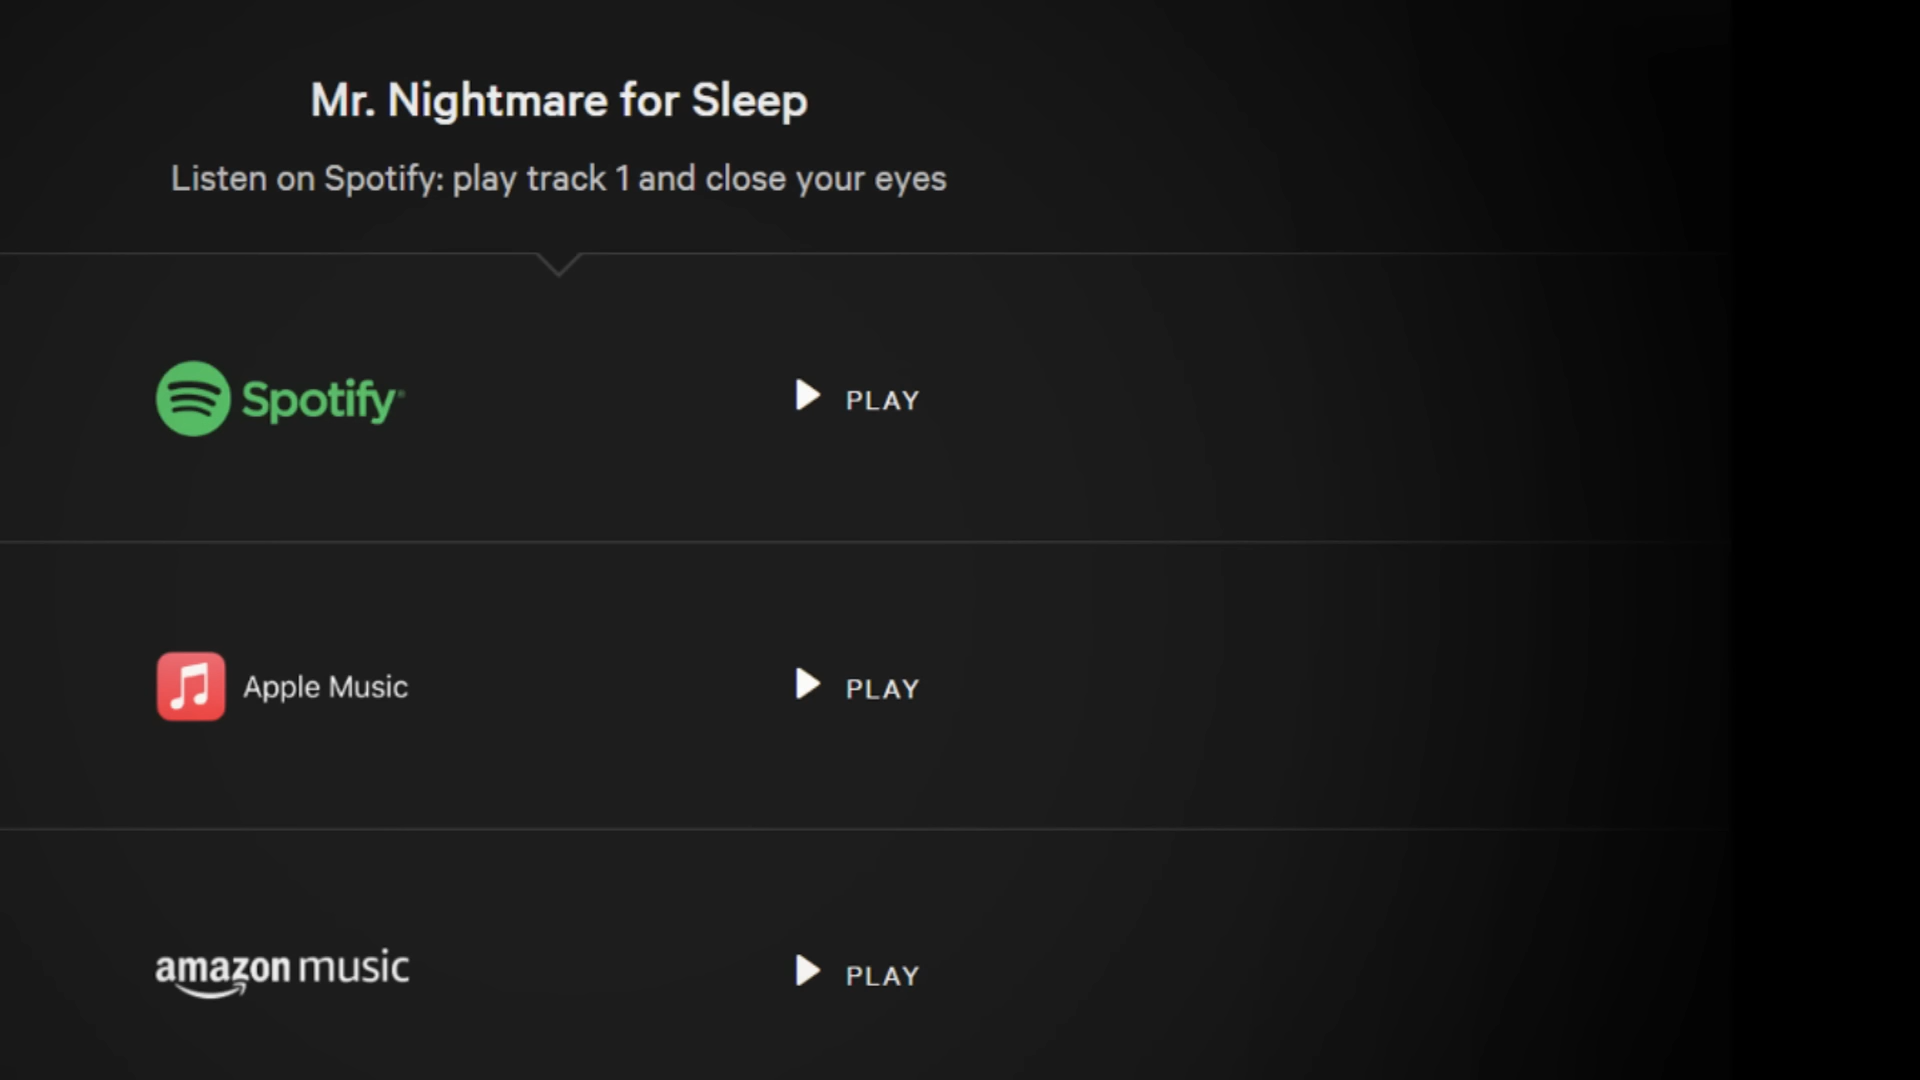 Mr. Nightmare for Sleep
Listen on Spotify: play track 1 and close your eyes
Spotify PLAY
Apple Music PLAY
amazon music PLAY